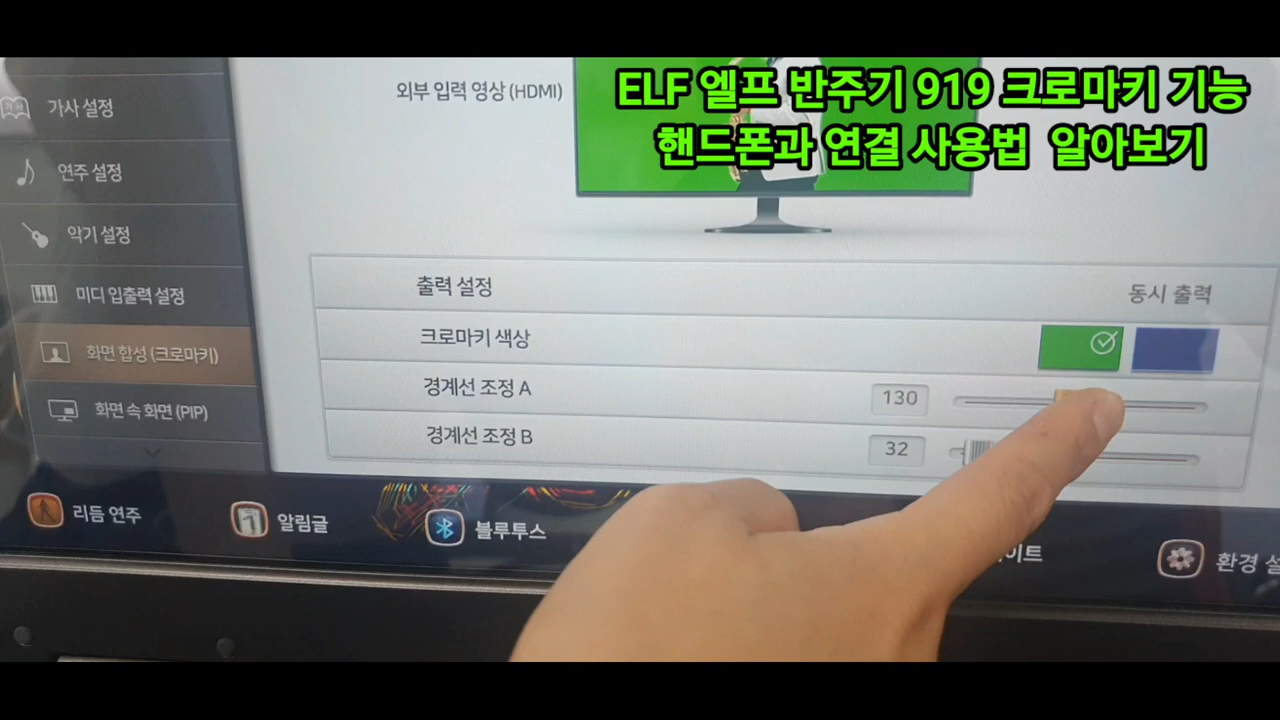 ELF 엘프 반주기 919 크로마키 기능
핸드폰과 연결 사용법 알아보기
외부 입력 영상 (HDMI)
가사 설정
연주 설정
악기 설정
미디 입출력 설정
화면 합성 (크로마키)
화면 속 화면 (PIP)
출력 설정
동시 출력
크로마키 색상
경계선 조정 A
130
경계선 조정 B
32
리듬 연주
1
알림글
블루투스
이트
환경 설